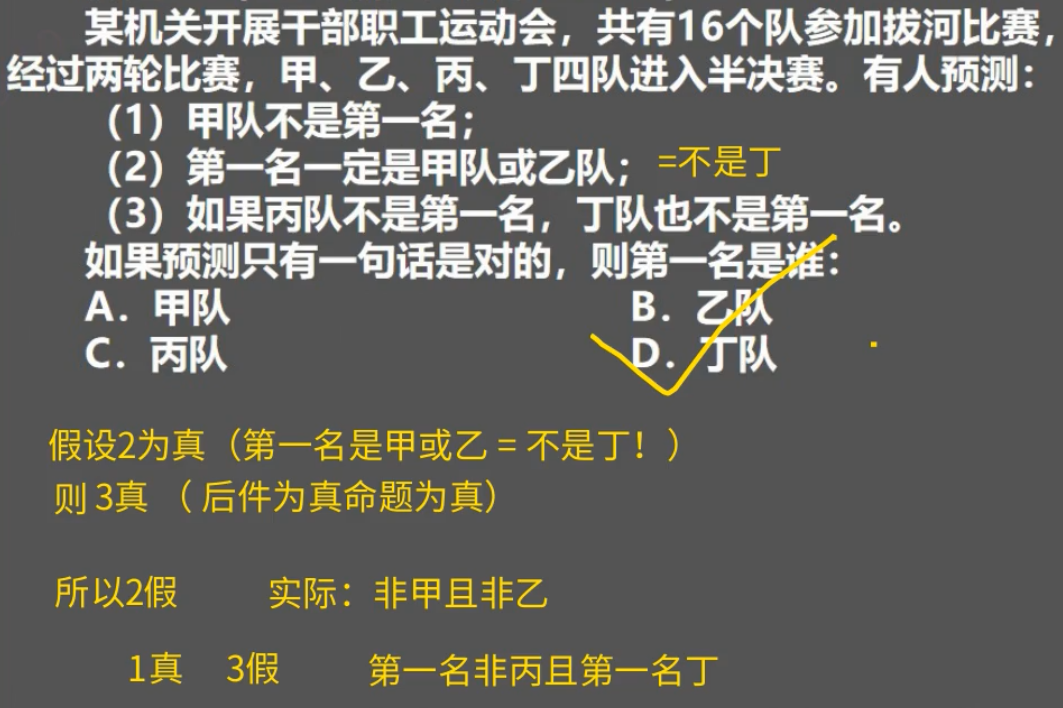 某机关开展干部职工运动会，共有16个队参加拔河比赛，
经过两轮比赛，甲、乙、丙、丁四队进入半决赛。有人预测：
（1）甲队不是第一名；
（2）第一名一定是甲队或乙队； =不是丁
（3）如果丙队不是第一名，丁队也不是第一名。
如果预测只有一句话是对的，则第一名是谁：
A．甲队 B．乙队
C．丙队 D．丁队
假设2为真（第一名是甲或乙 = 不是丁！）
则 3真 （ 后件为真命题为真）
所以2假 实际：非甲且非乙
1真 3假 第一名非丙且第一名丁